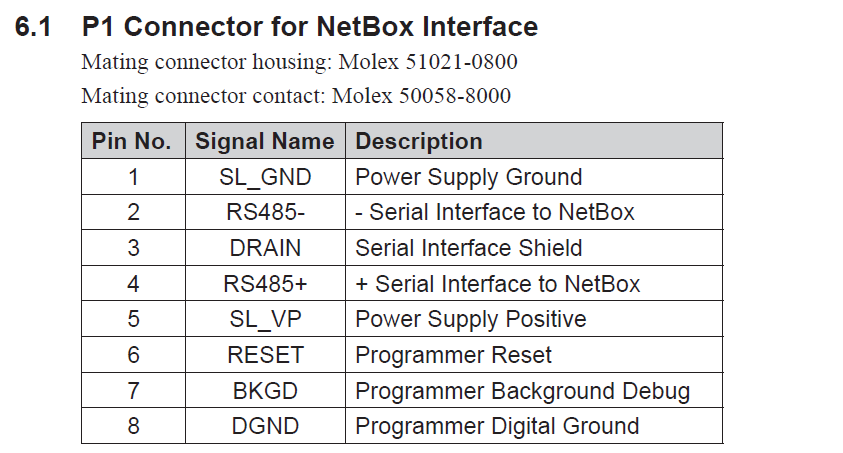 6.1 P1 Connector for NetBox Interface
Mating connector housing: Molex 51021-0800
Mating connector contact: Molex 50058-8000
Pin No. Signal Name Description
1 SL_GND Power Supply Ground
2 RS485- - Serial Interface to NetBox
3 DRAIN Serial Interface Shield
4 RS485+ + Serial Interface to NetBox
5 SL_VP Power Supply Positive
6 RESET Programmer Reset
7 BKGD Programmer Background Debug
8 DGND Programmer Digital Ground